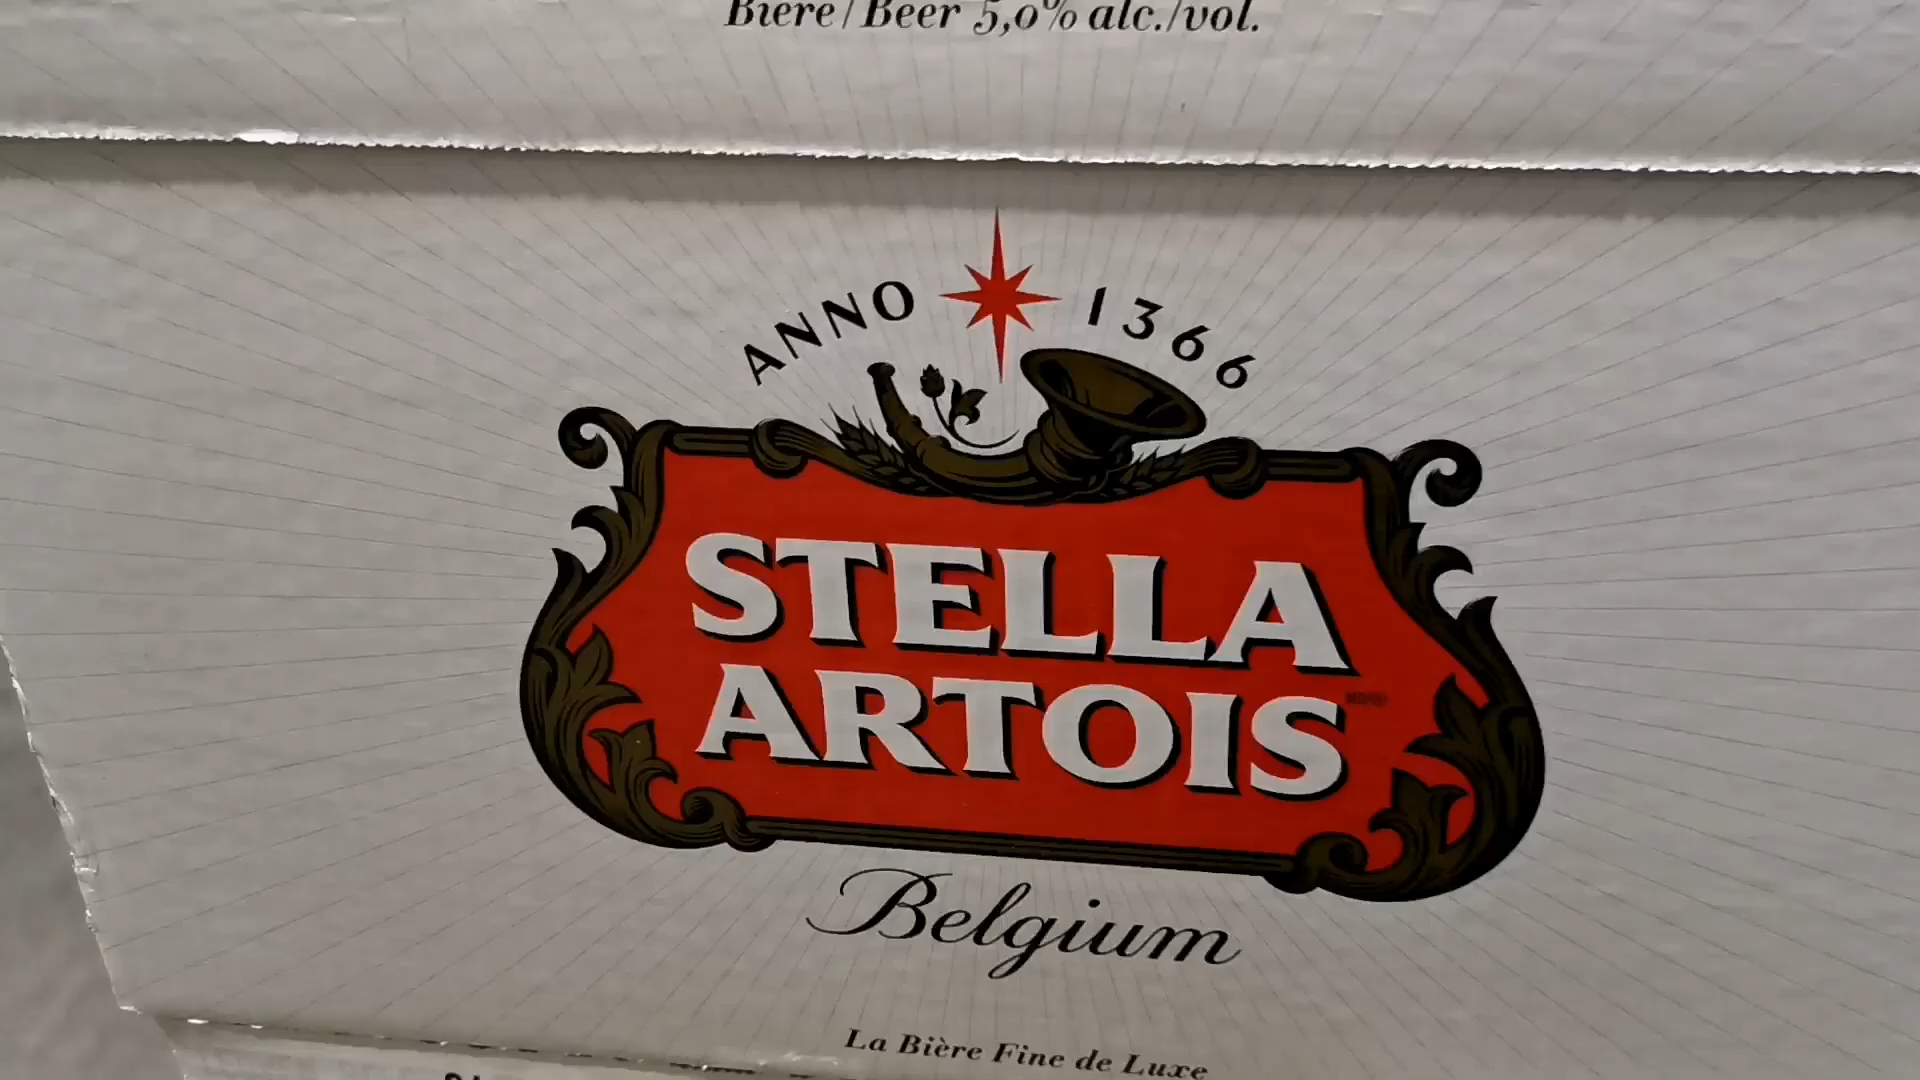 Bière / Beer 5,0% alc./vol.
ANNO 1366
STELLA
ARTOIS
Belgium
La Bière Fine de Luxe